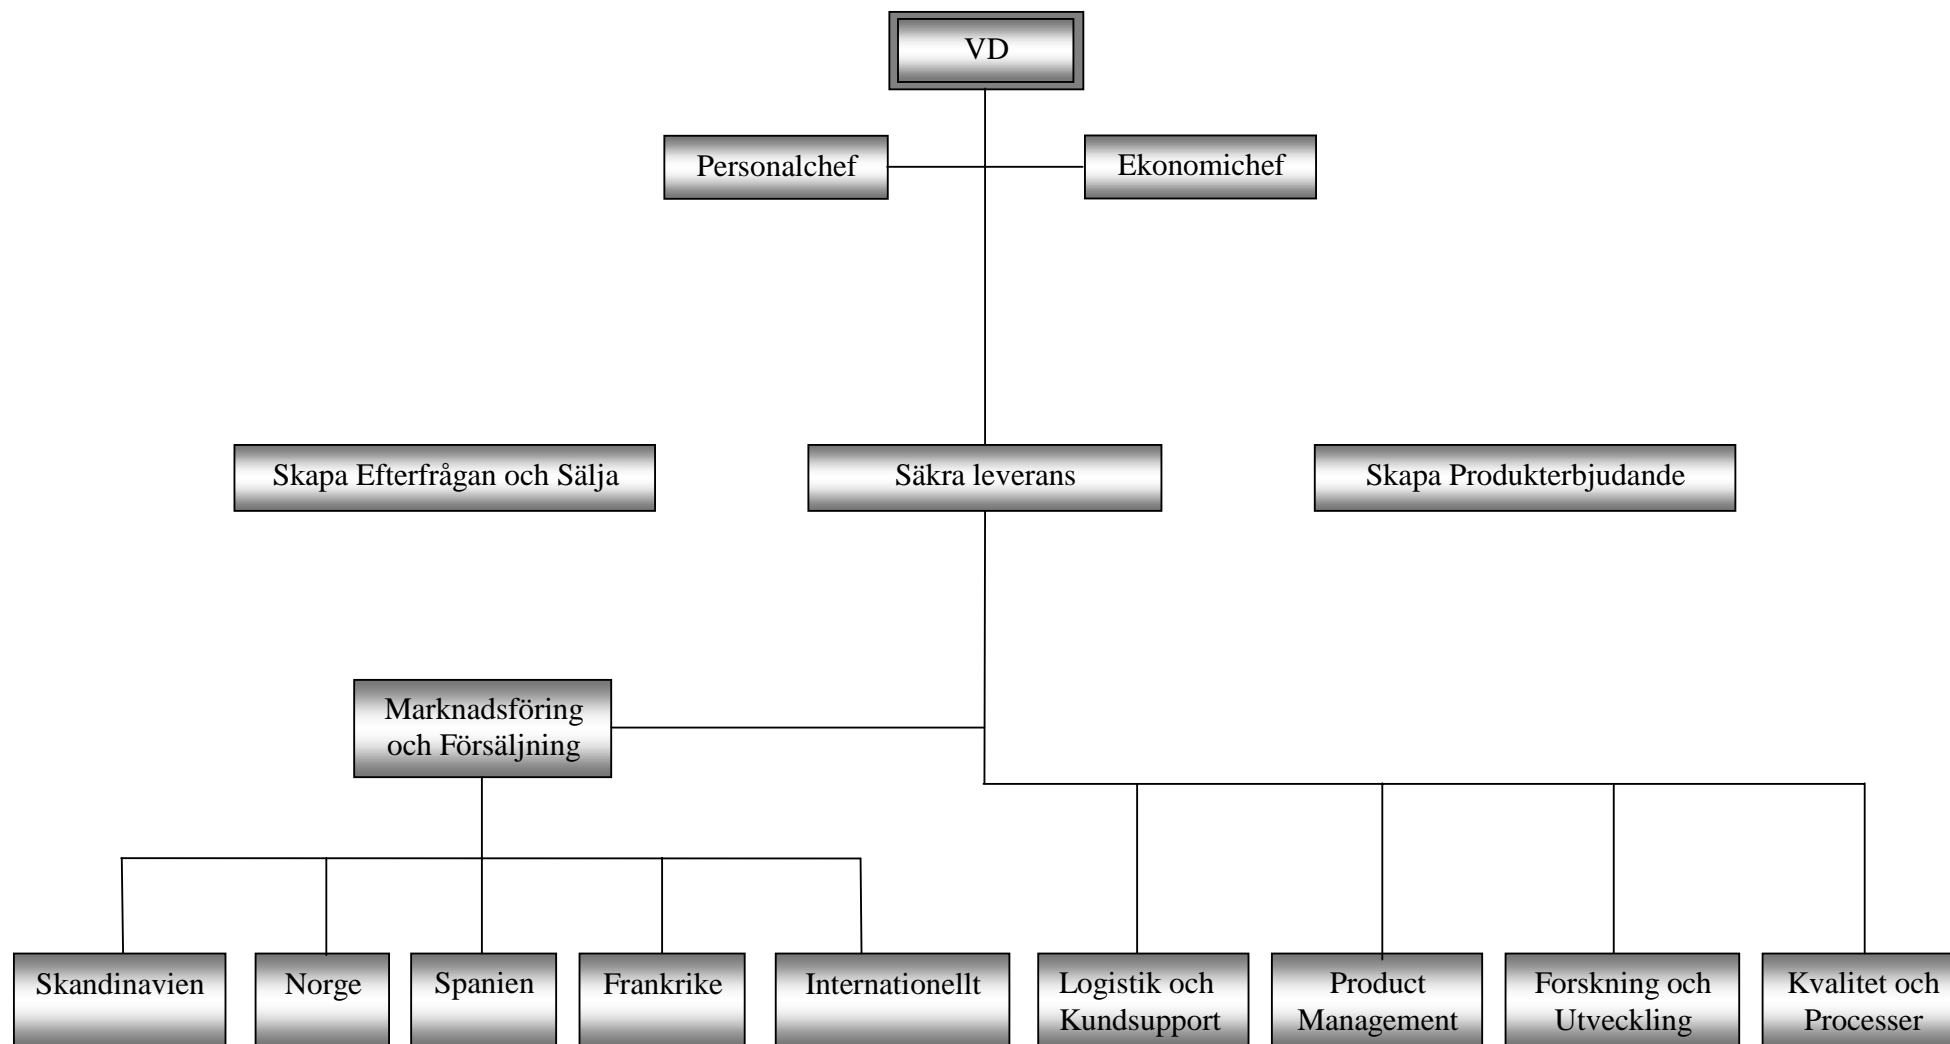 VD
Personalchef
Ekonomichef
Skapa Efterfrågan och Sälja
Säkra leverans
Skapa Produkterbjudande
Marknadsföring
och Försäljning
Skandinavien
Norge
Spanien
Frankrike
Internationellt
Logistik och
Kundsupport
Product
Management
Forskning och
Utveckling
Kvalitet och
Processer